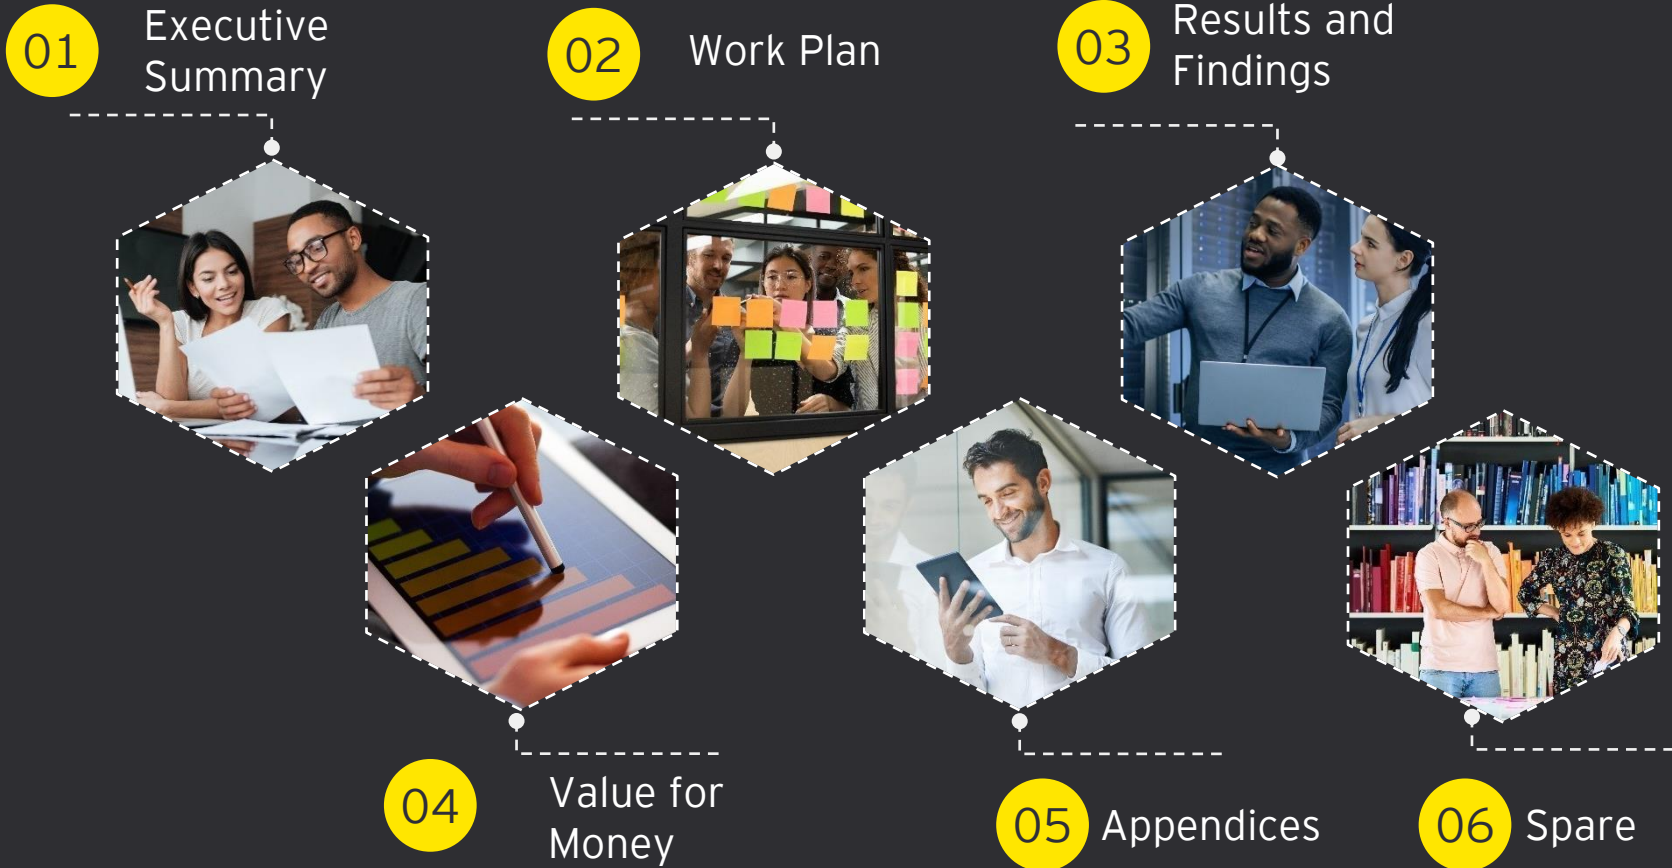 01
Executive
Summary
02
Work Plan
03
Results and
Findings
04
Value for
Money
05
Appendices
06
Spare